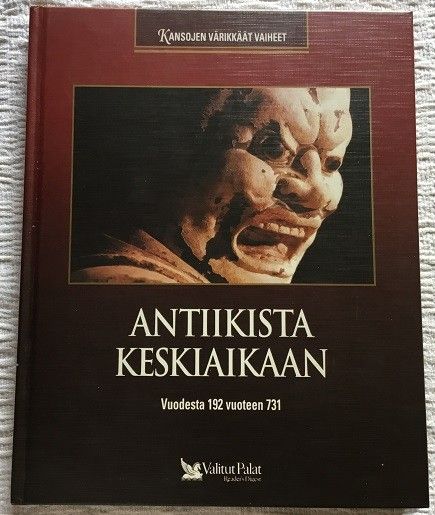 KANSOJEN VÄRIKKÄÄT VAIHEET
ANTIIKISTA
KESKIAIKAAN
Vuodesta 192 vuoteen 731
Valitut Palat
Reader's Digest